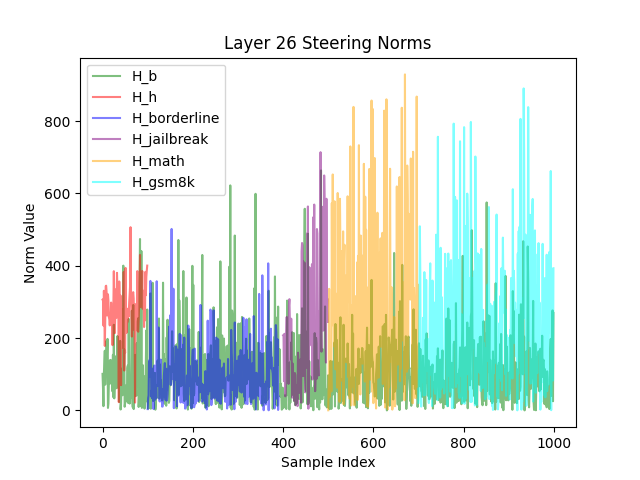 Layer 26 Steering Norms
H_b
H_h
H_borderline
H_jailbreak
H_math
H_gsm8k
Norm Value
800
600
400
200
0
0 200 400 600 800 1000
Sample Index